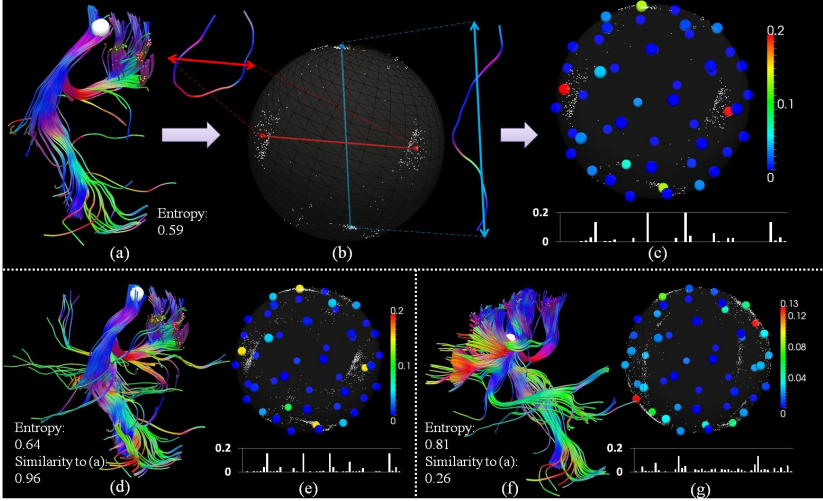 0.2
0.1
0
Entropy:
0.59
0.2
0
(a)
(b)
(c)
0.2
0.1
0
0.13
0.12
0.08
0.04
0
Entropy:
0.64
Similarity to (a):
0.96
0.2
0
Entropy:
0.81
Similarity to (a):
0.26
0.2
0
(d)
(e)
(f)
(g)